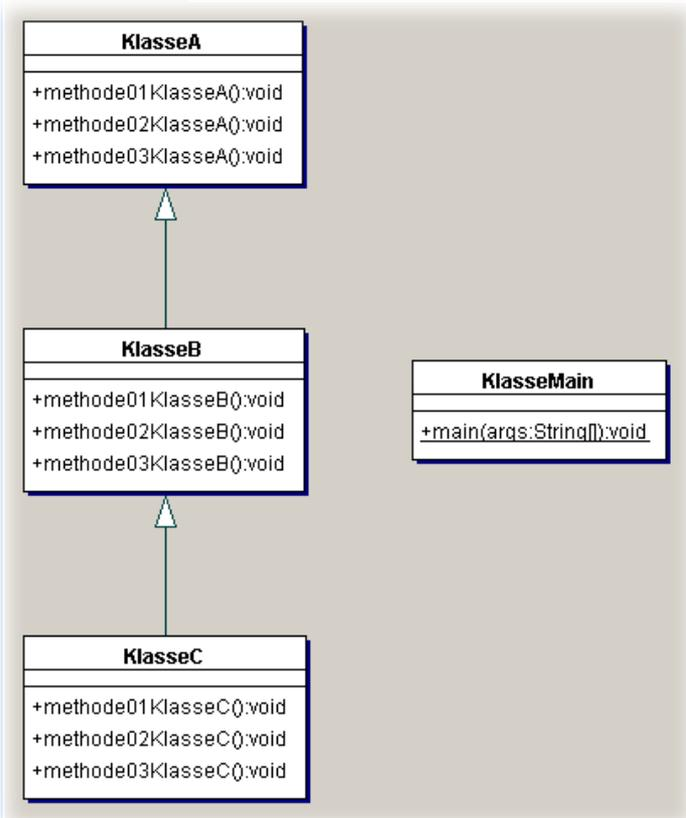 KlasseA
+methode01KlasseA():void
+methode02KlasseA():void
+methode03KlasseA():void
KlasseB
+methode01KlasseB():void
+methode02KlasseB():void
+methode03KlasseB():void
KlasseMain
+main(args:String[]):void
KlasseC
+methode01KlasseC():void
+methode02KlasseC():void
+methode03KlasseC():void